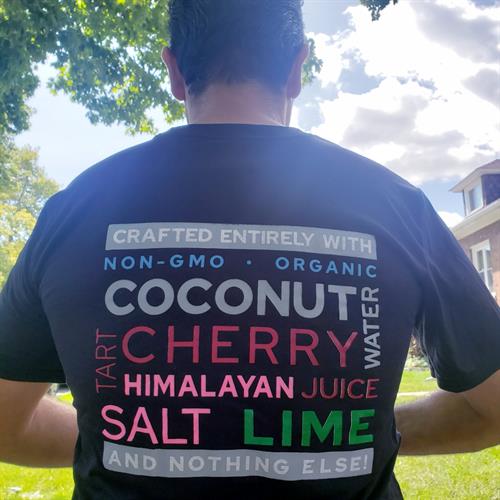 CRAFTED ENTIRELY WITH
NON-GMO · ORGANIC
COCONUT WATER
TART CHERRY
HIMALAYAN JUICE
SALT LIME
AND NOTHING ELSE!